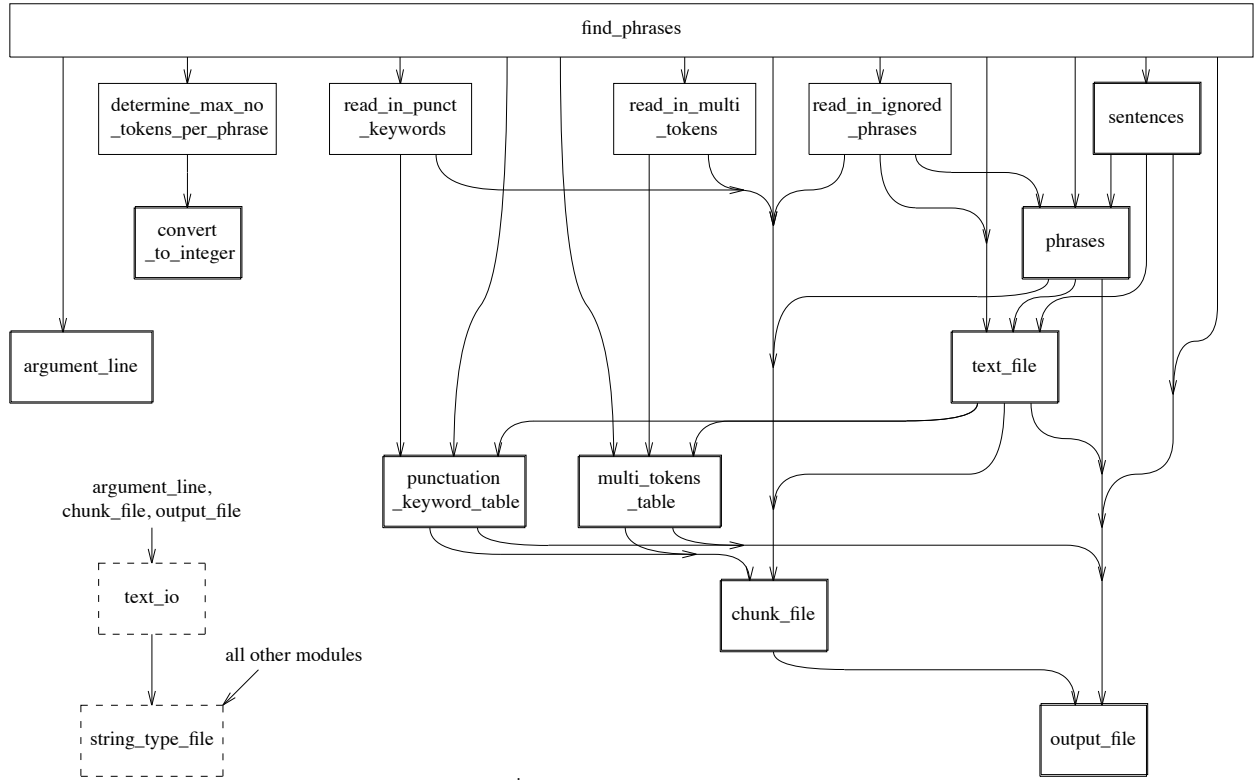 find_phrases
determine_max_no
_tokens_per_phrase
read_in_punct
_keywords
read_in_multi
_tokens
read_in_ignored
_phrases
sentences
convert
_to_integer
phrases
argument_line
text_file
punctuation
_keyword_table
multi_tokens
_table
argument_line,
chunk_file, output_file
text_io
chunk_file
all other modules
string_type_file
output_file